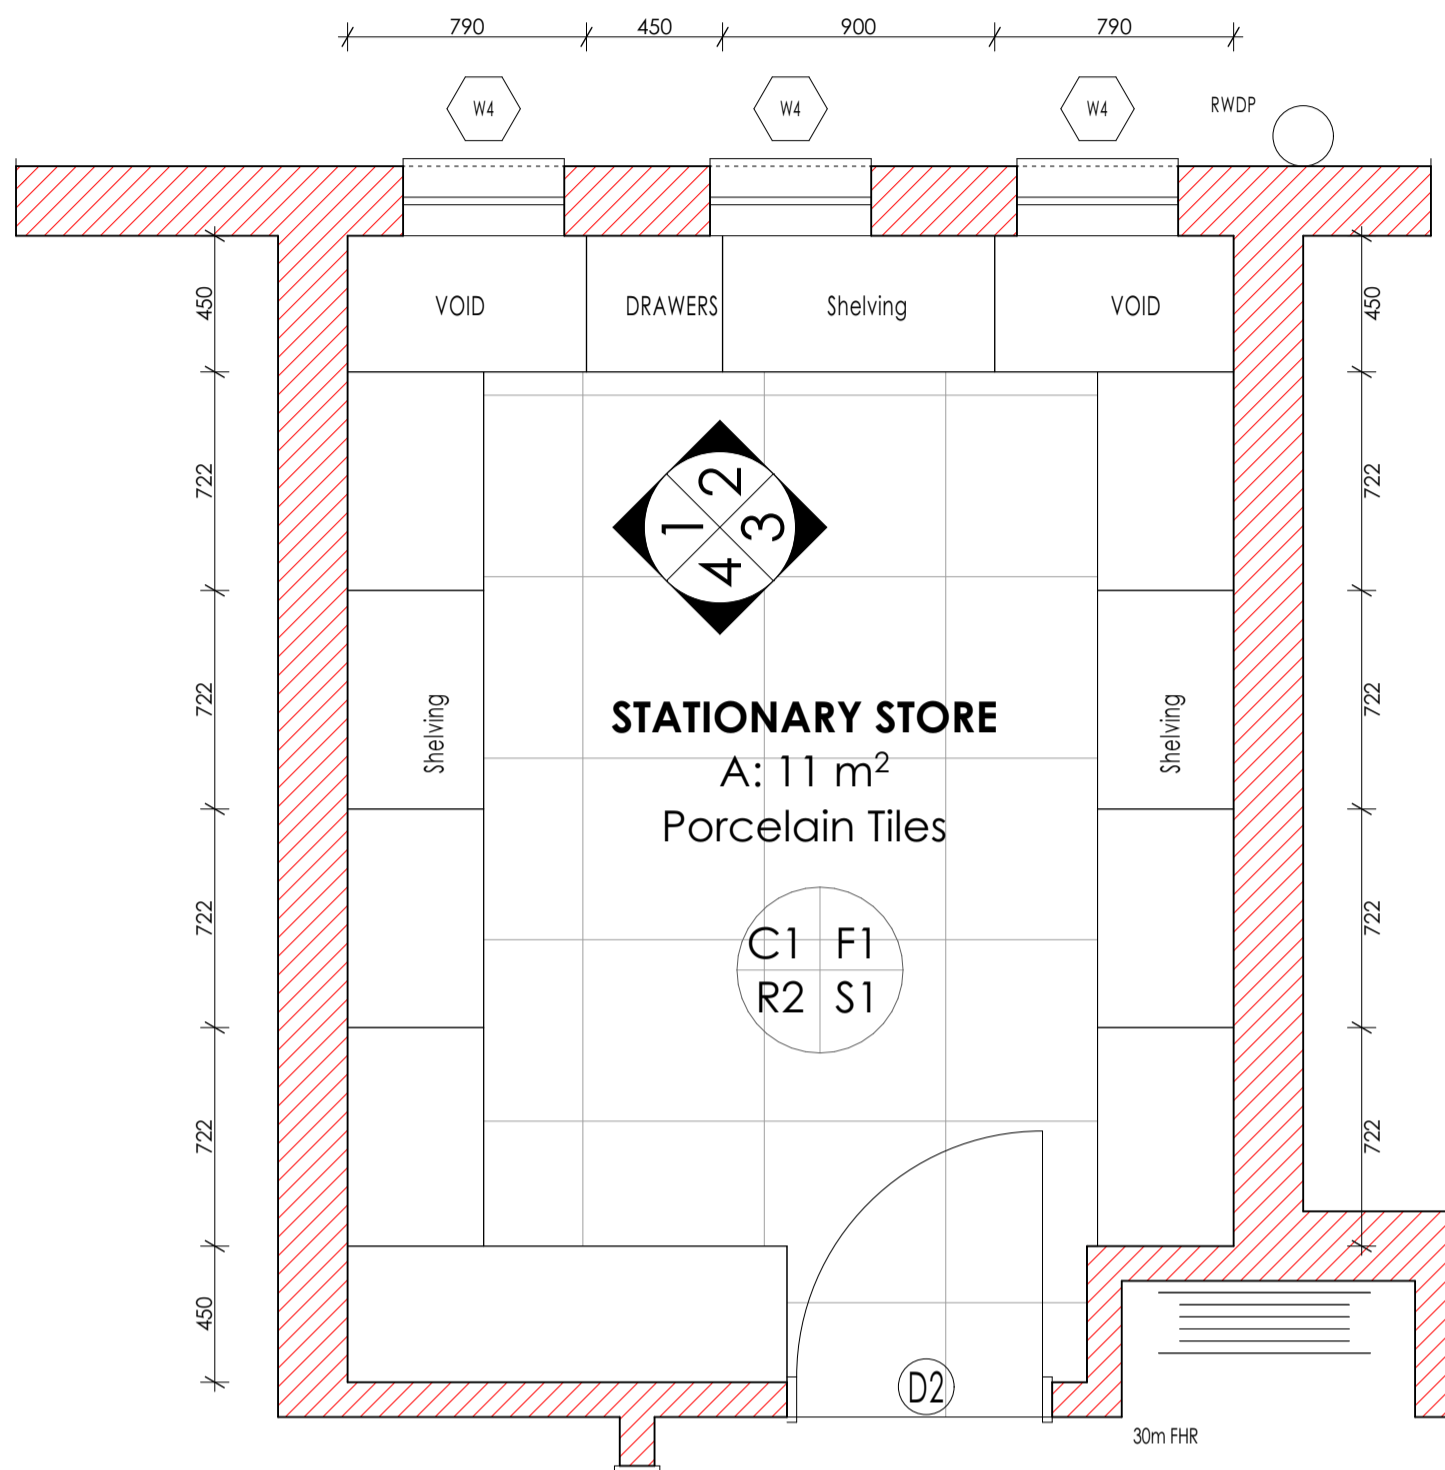 790 450 900 790
W4 W4 W4 RWDP
450 VOID DRAWERS Shelving VOID 450
722 722
2
1 3
4
722 Shelving Shelving 722
STATIONARY STORE
A: 11 m²
Porcelain Tiles
722 722
C1 F1
R2 S1
722 722
450
D2
30m FHR